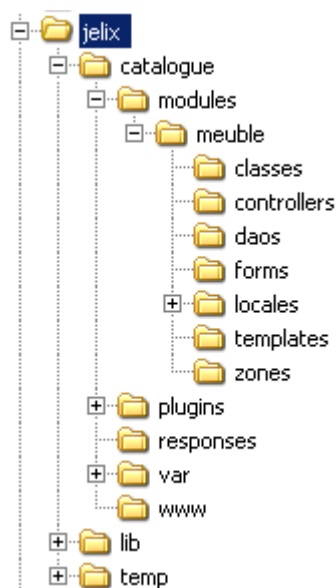 jelix
catalogue
modules
meuble
classes
controllers
daos
forms
locales
templates
zones
plugins
responses
var
www
lib
temp